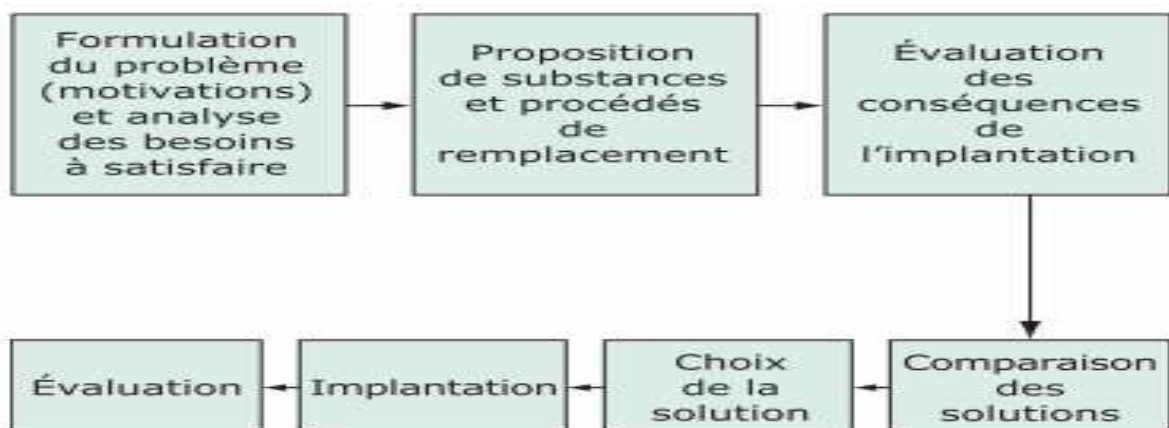 Formulation
du problème
(motivations)
et analyse
des besoins
à satisfaire
Proposition
de substances
et procédés
de
remplacement
Évaluation
des
conséquences
de
l'implantation
Comparaison
des
solutions
Choix
de la
solution
Implantation
Évaluation